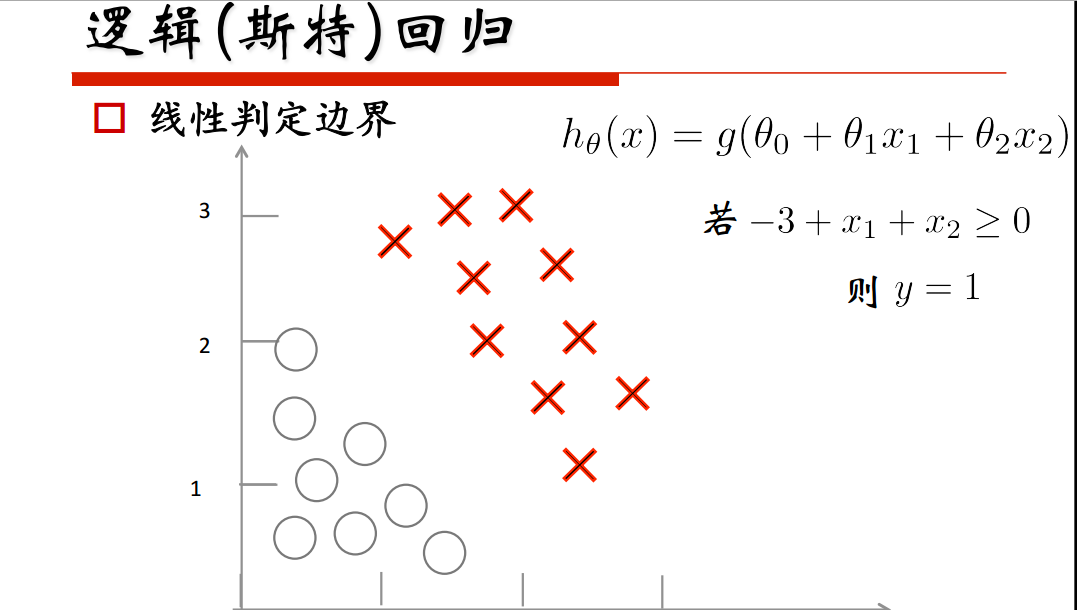 逻辑(斯特)回归
线性判定边界
h_θ(x) = g(θ₀ + θ₁x₁ + θ₂x₂)
若 −3 + x₁ + x₂ ≥ 0
则 y = 1
3
2
1